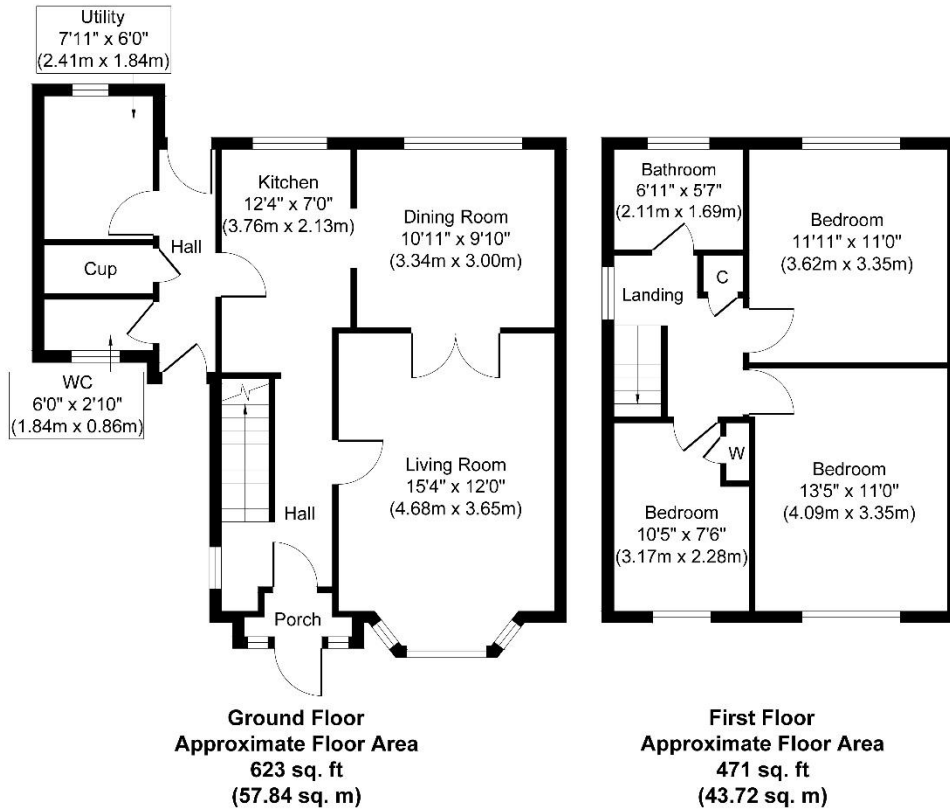 Utility
7'11" x 6'0"
(2.41m x 1.84m)
Kitchen
12'4" x 7'0"
(3.76m x 2.13m)
Dining Room
10'11" x 9'10"
(3.34m x 3.00m)
Hall
Cup
WC
6'0" x 2'10"
(1.84m x 0.86m)
Living Room
15'4" x 12'0"
(4.68m x 3.65m)
Hall
Porch
Ground Floor
Approximate Floor Area
623 sq. ft
(57.84 sq. m)
Bathroom
6'11" x 5'7"
(2.11m x 1.69m)
Bedroom
11'11" x 11'0"
(3.62m x 3.35m)
C
Landing
W
Bedroom
13'5" x 11'0"
(4.09m x 3.35m)
Bedroom
10'5" x 7'6"
(3.17m x 2.28m)
First Floor
Approximate Floor Area
471 sq. ft
(43.72 sq. m)